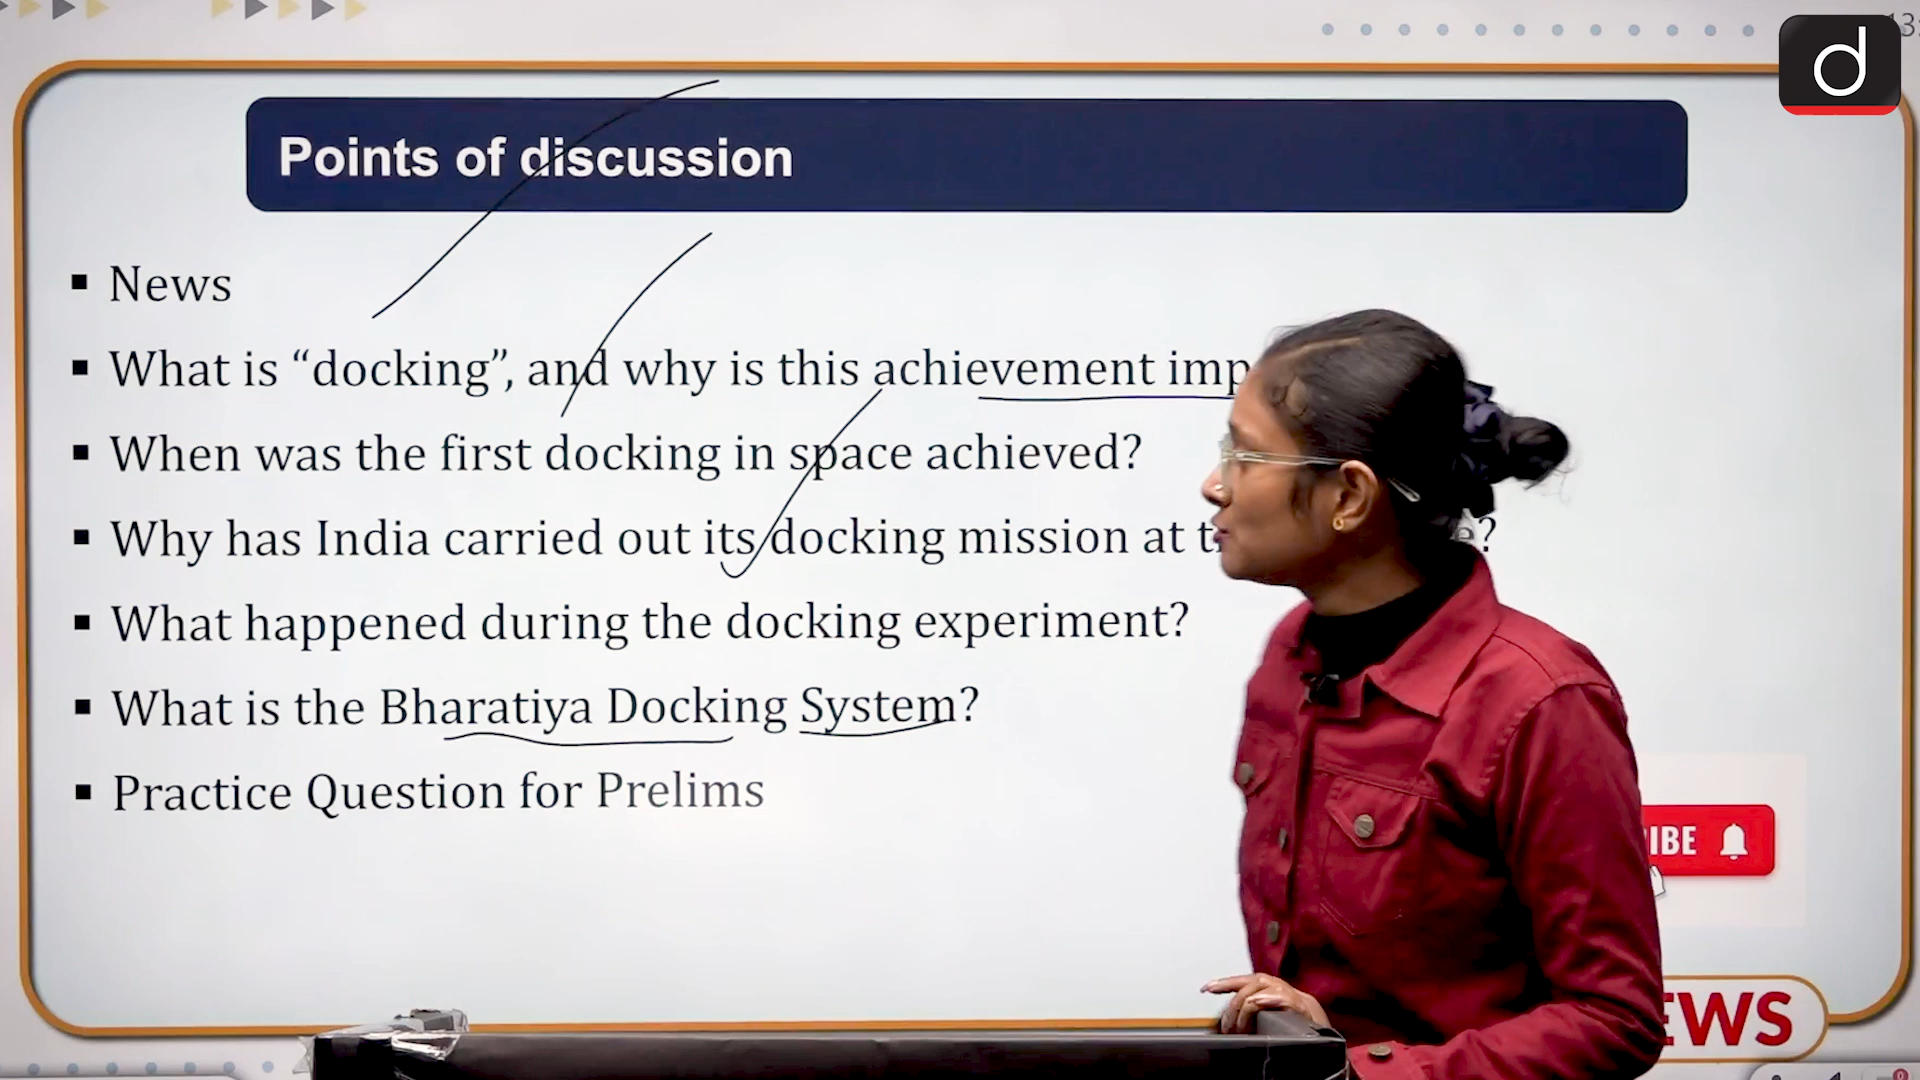 13:
d
Points of discussion
▪ News
▪ What is “docking”, and why is this achievement imp
▪ When was the first docking in space achieved?
▪ Why has India carried out its docking mission at t e?
▪ What happened during the docking experiment?
▪ What is the Bharatiya Docking System?
▪ Practice Question for Prelims
IBE
EWS